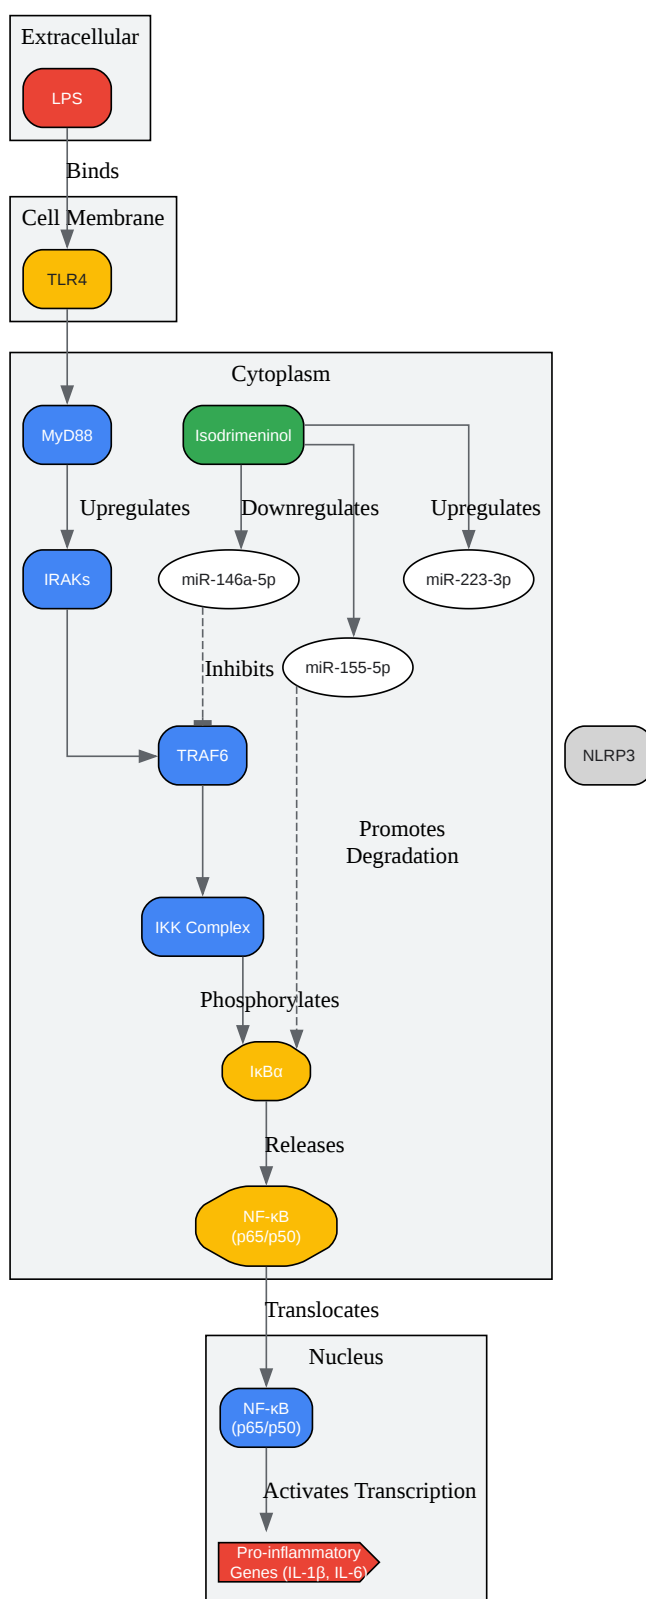 Extracellular
LPS
Binds
Cell Membrane
TLR4
Cytoplasm
MyD88
Isodrimeninol
Upregulates
Downregulates
Upregulates
IRAKs
miR-146a-5p
miR-223-3p
Inhibits
miR-155-5p
TRAF6
NLRP3
Promotes
Degradation
IKK Complex
Phosphorylates
IκBα
Releases
NF-κB
(p65/p50)
Translocates
Nucleus
NF-κB
(p65/p50)
Activates Transcription
Pro-inflammatory
Genes (IL-1β, IL-6)